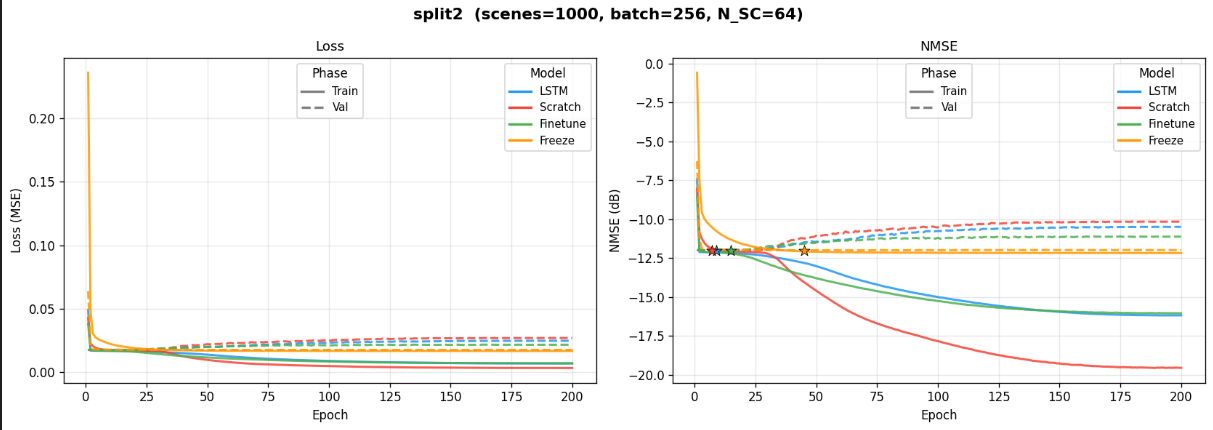 split2 (scenes=1000, batch=256, N_SC=64)
Loss
Loss (MSE)
0.20
0.15
0.10
0.05
0.00
0
25
50
75
100
125
150
175
200
Epoch
Phase
Train
Val
Model
LSTM
Scratch
Finetune
Freeze
NMSE
NMSE (dB)
0.0
−2.5
−5.0
−7.5
−10.0
−12.5
−15.0
−17.5
−20.0
0
25
50
75
100
125
150
175
200
Epoch
Phase
Train
Val
Model
LSTM
Scratch
Finetune
Freeze